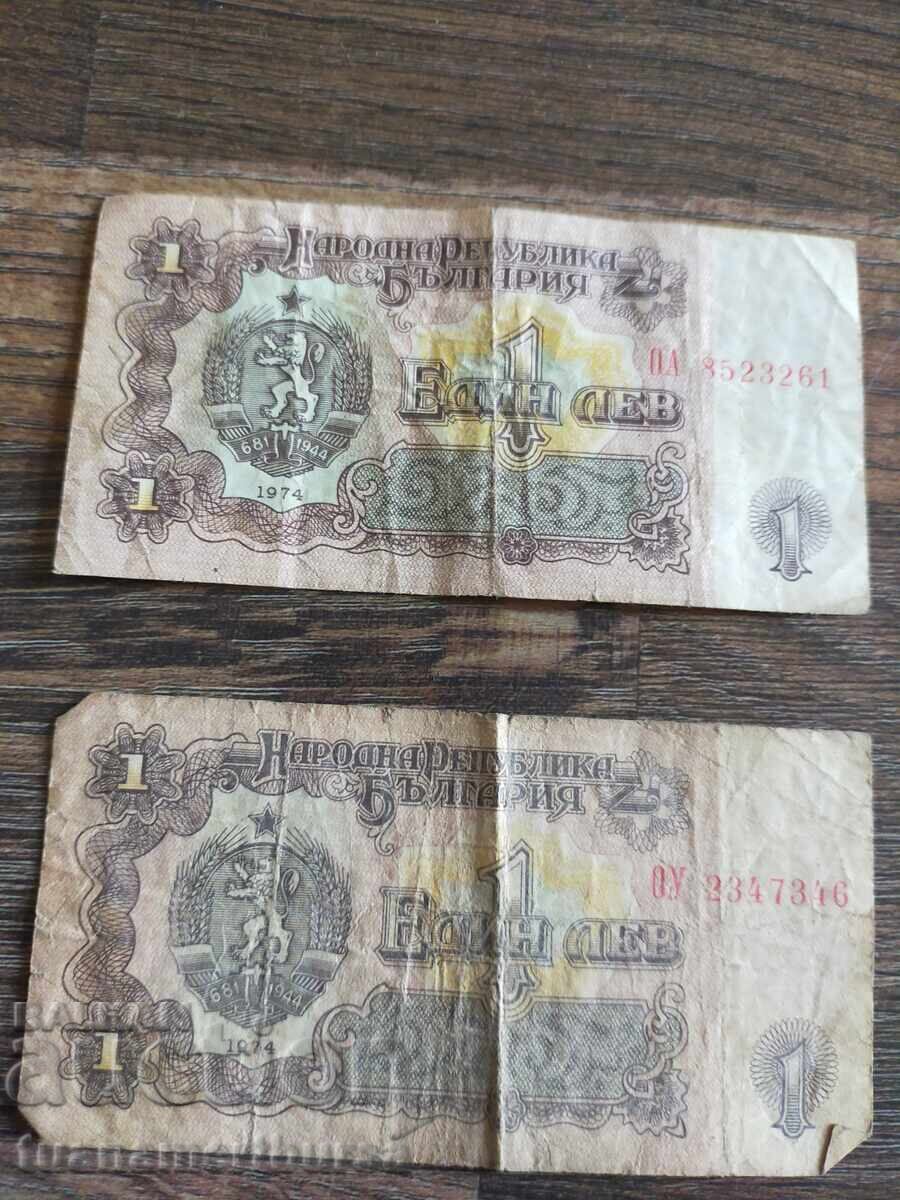 1
НАРОДНА РЕПУБЛИКА
БЪЛГАРИЯ
1
ЕДИН ЛЕВ
ОА 8523261
681 1944
1974
1
1
1
НАРОДНА РЕПУБЛИКА
БЪЛГАРИЯ
1
ЕДИН ЛЕВ
ОУ 2347346
681 1944
1974
1
1